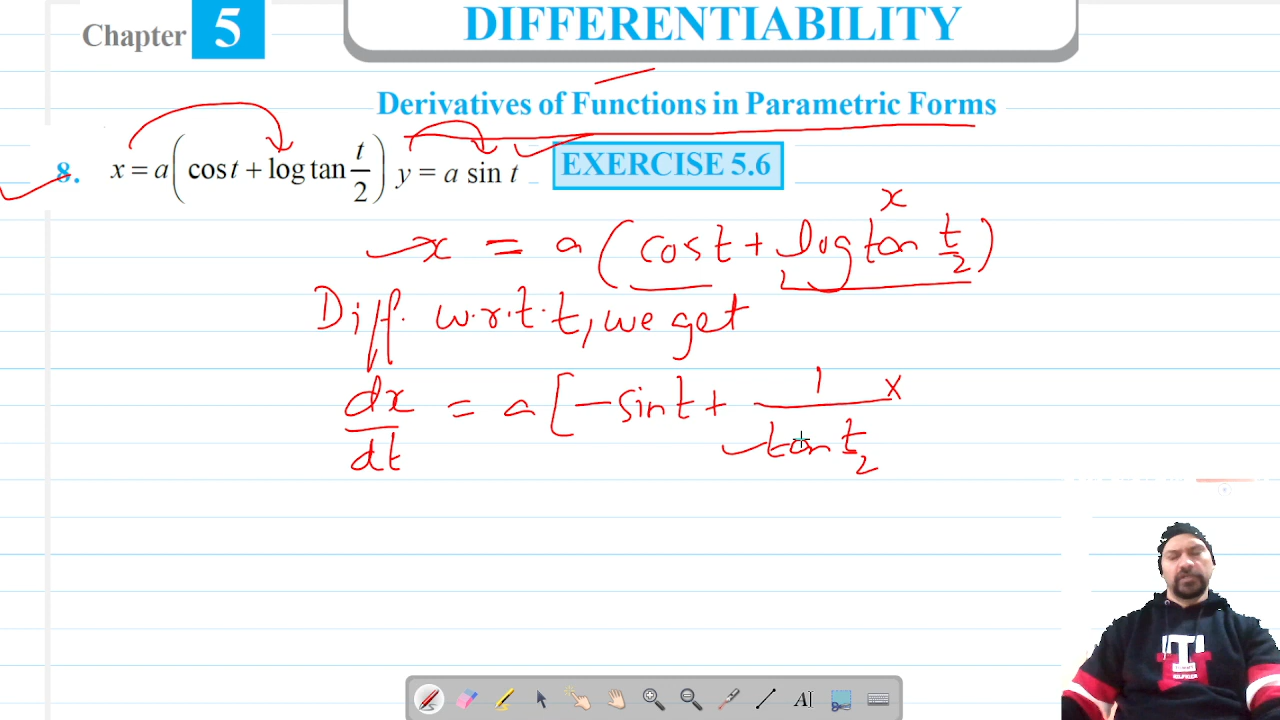 Chapter 5
DIFFERENTIABILITY
Derivatives of Functions in Parametric Forms
8. x = a(cos t + log tan t/2) y = a sin t
EXERCISE 5.6
x
x = a(cos t + log tan t/2)
Diff. w.r.t. t, we get
dx/dt = a[-sin t + 1/tan t/2 x
AI